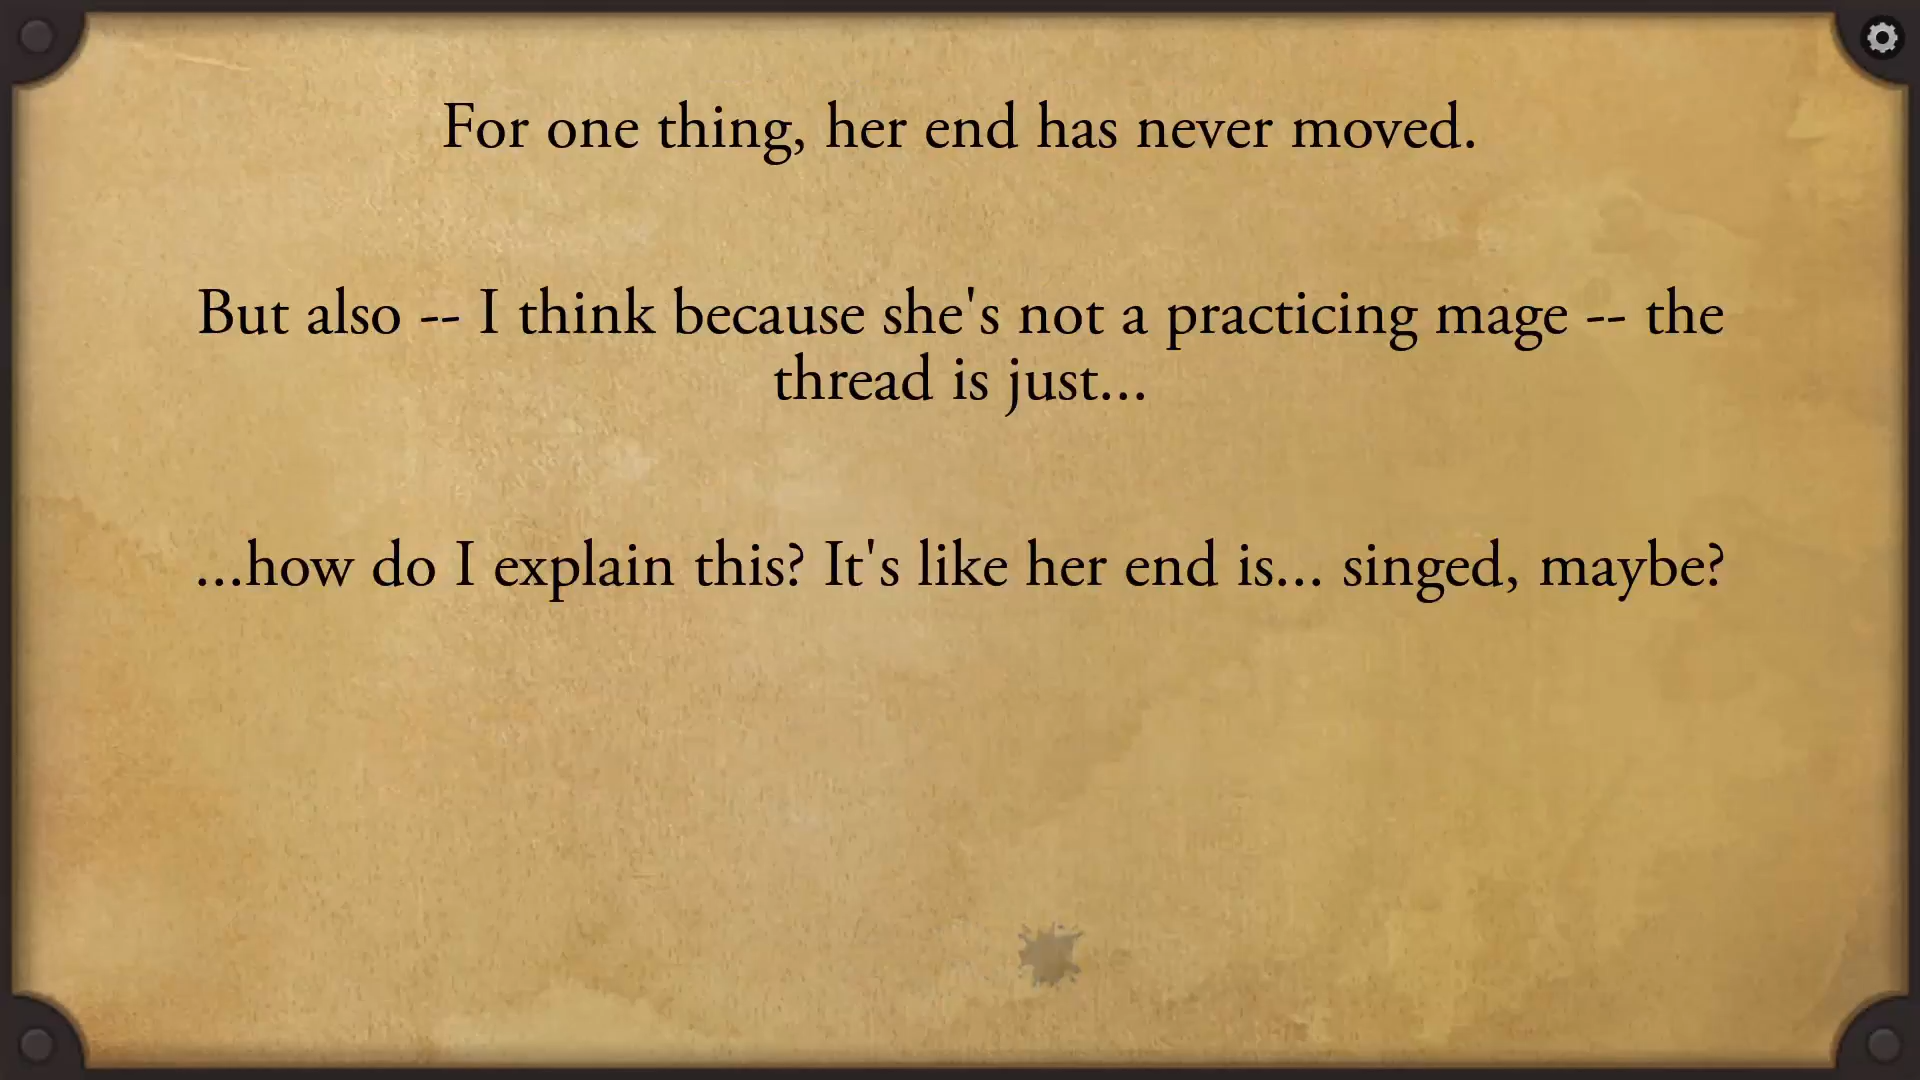 For one thing, her end has never moved.
But also -- I think because she's not a practicing mage -- the
thread is just...
...how do I explain this? It's like her end is... singed, maybe?